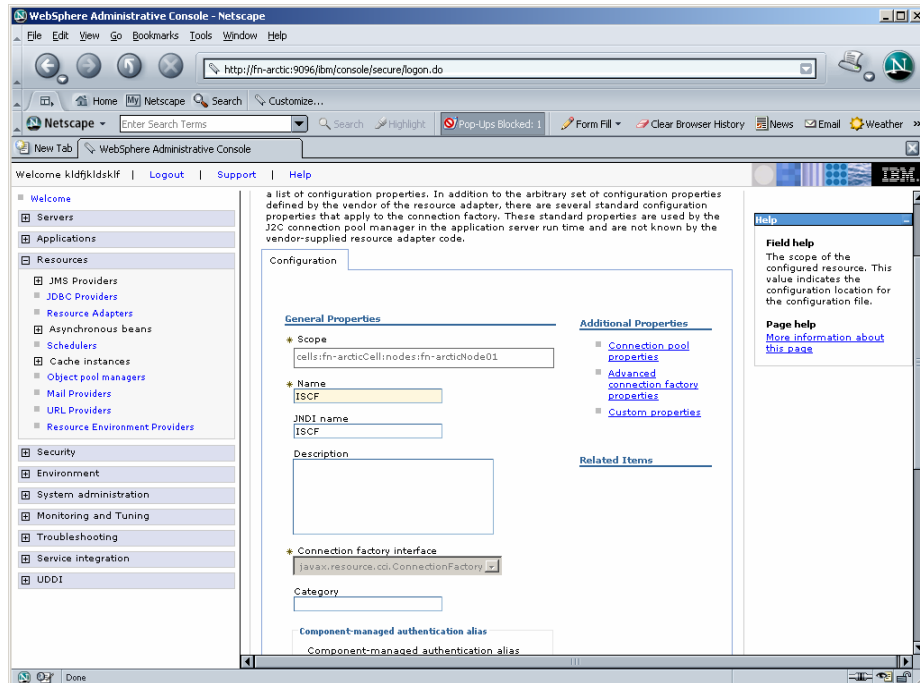 WebSphere Administrative Console - Netscape
File Edit View Go Bookmarks Tools Window Help
http://fn-arctic:9096/ibm/console/secure/logon.do
N
Home My Netscape Search Customize...
Netscape Enter Search Terms Search Highlight Pop-Ups Blocked: 1 Form Fill Clear Browser History News Email Weather »
New Tab WebSphere Administrative Console
Welcome kldfjkldsklf | Logout | Support | Help
IBM.
Welcome
Servers
Applications
Resources
JMS Providers
JDBC Providers
Resource Adapters
Asynchronous beans
Schedulers
Cache instances
Object pool managers
Mail Providers
URL Providers
Resource Environment Providers
Security
Environment
System administration
Monitoring and Tuning
Troubleshooting
Service integration
UDDI
a list of configuration properties. In addition to the arbitrary set of configuration properties
defined by the vendor of the resource adapter, there are several standard configuration
properties that apply to the connection factory. These standard properties are used by the
J2C connection pool manager in the application server run time and are not known by the
vendor-supplied resource adapter code.
Configuration
General Properties
* Scope
cells:fn-arcticCell:nodes:fn-arcticNode01
* Name
ISCF
JNDI name
ISCF
Description
* Connection factory interface
javax.resource.cci.ConnectionFactory
Category
Component-managed authentication alias
Component-managed authentication alias
Additional Properties
Connection pool
properties
Advanced
connection factory
properties
Custom properties
Related Items
Help
Field help
The scope of the
configured resource. This
value indicates the
configuration location for
the configuration file.
Page help
More information about
this page
Done